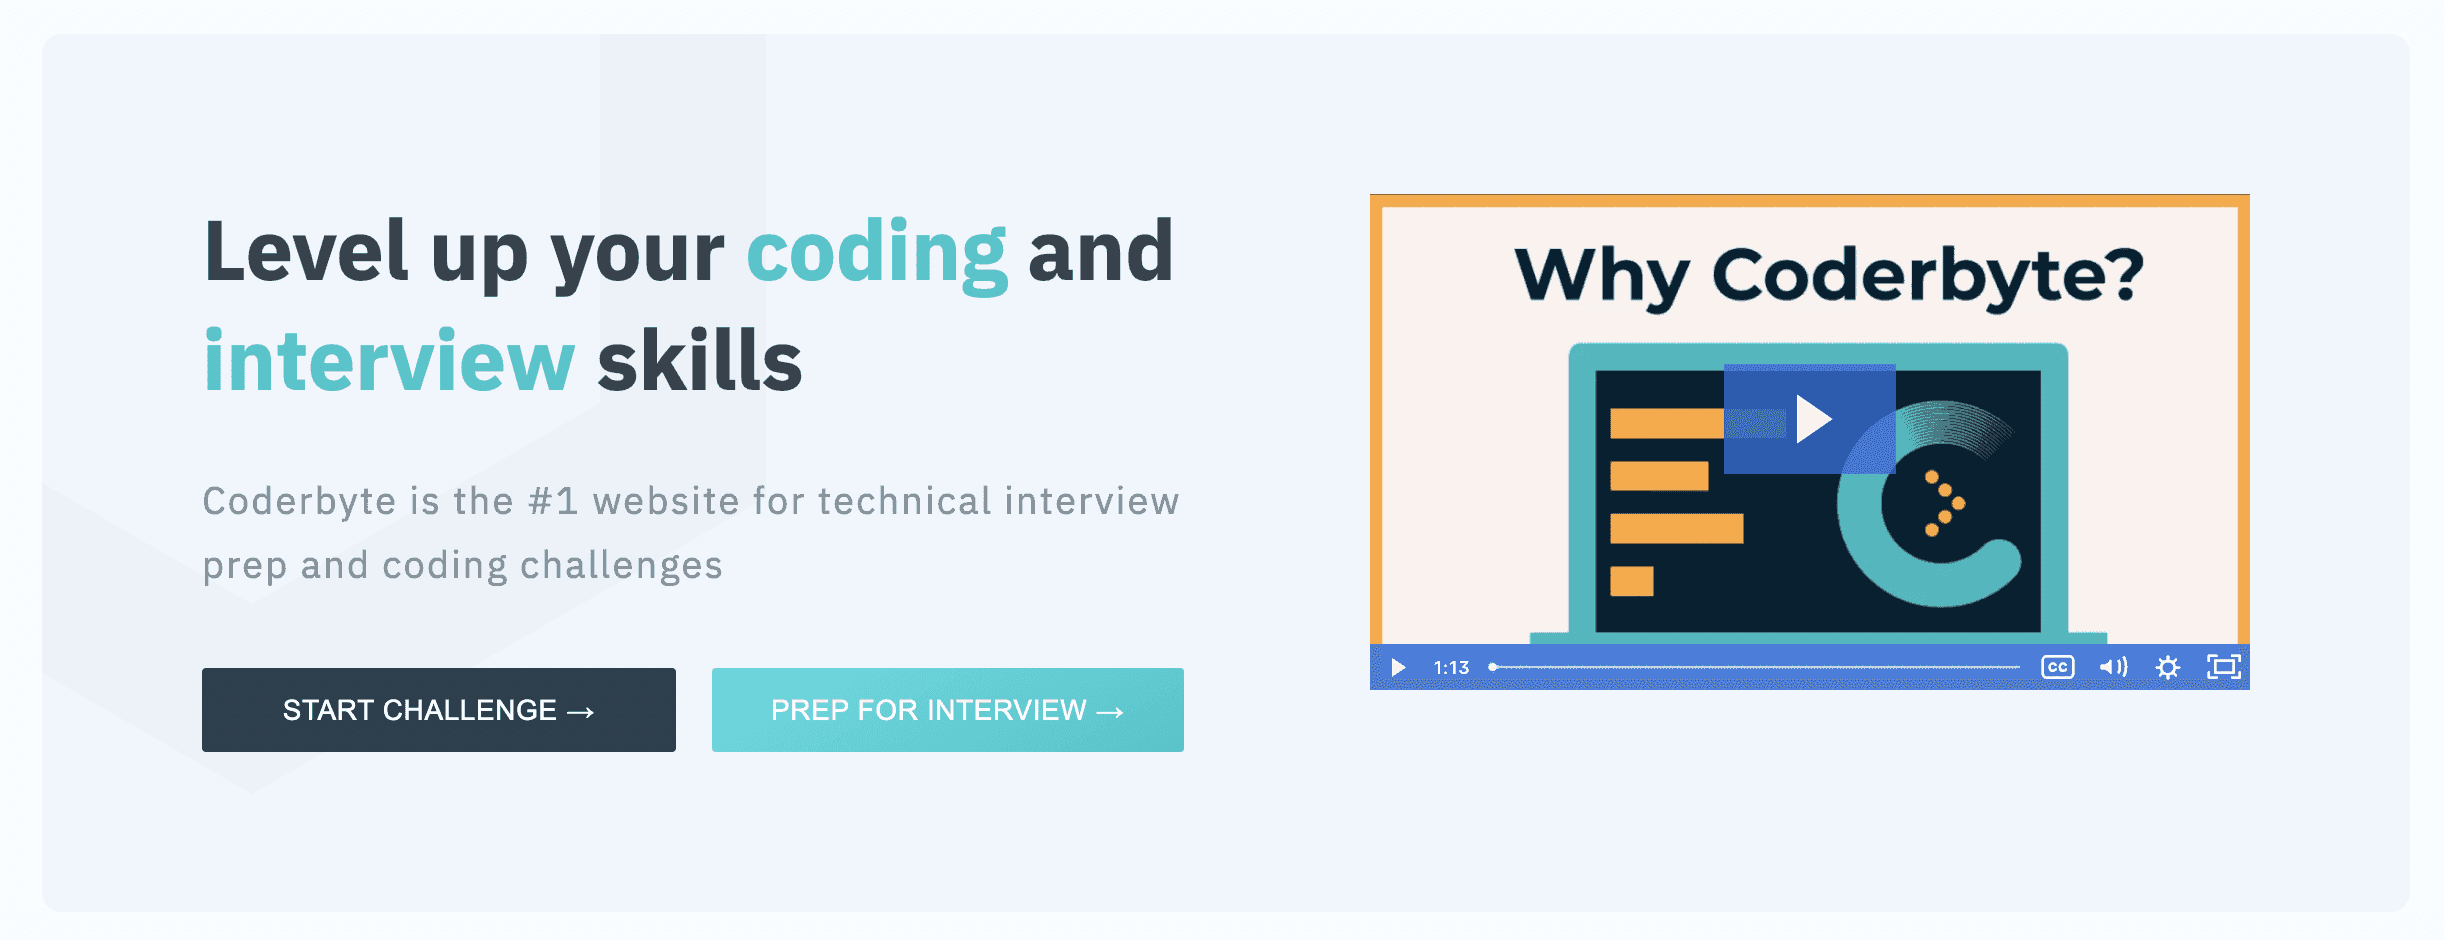 Level up your coding and
interview skills
Coderbyte is the #1 website for technical interview
prep and coding challenges
START CHALLENGE →
PREP FOR INTERVIEW →
Why Coderbyte?
1:13
CC